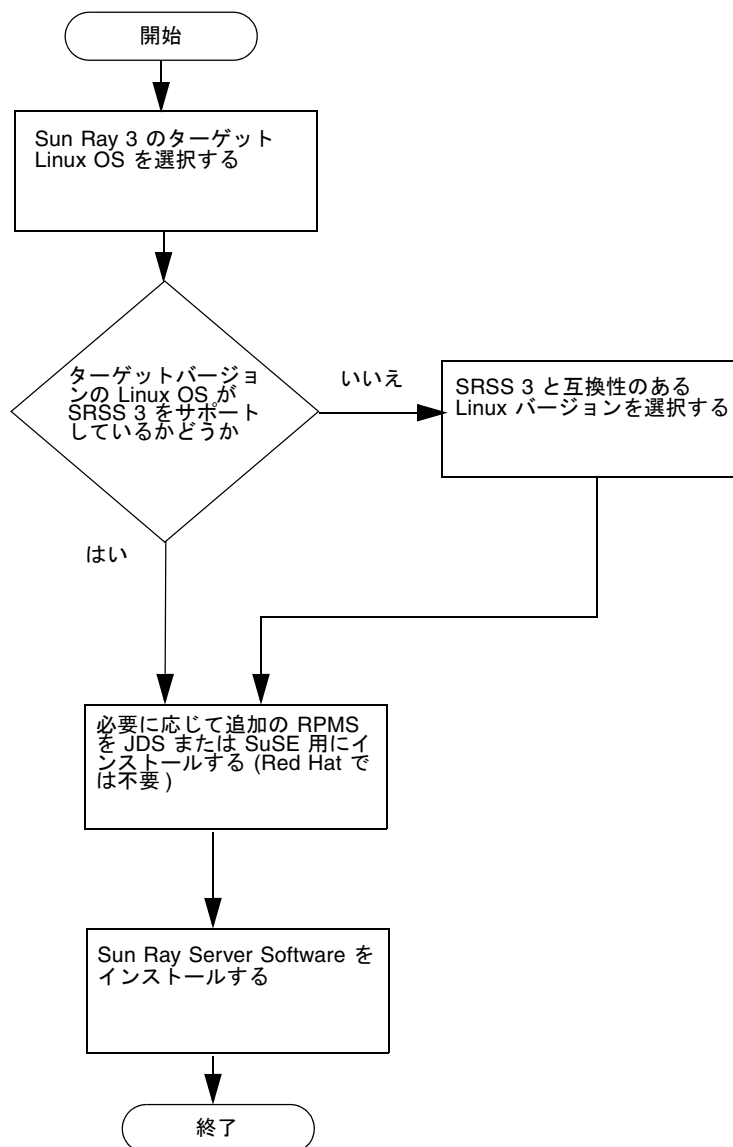 開始
Sun Ray 3 のターゲット
Linux OS を選択する
ターゲットバージョ
ンの Linux OS が
SRSS 3 をサポート
しているかどうか
いいえ
SRSS 3 と互換性のある
Linux バージョンを選択する
はい
必要に応じて追加の RPMS
を JDS または SuSE 用にイ
ンストールする (Red Hat で
は不要 )
Sun Ray Server Software を
インストールする
終了